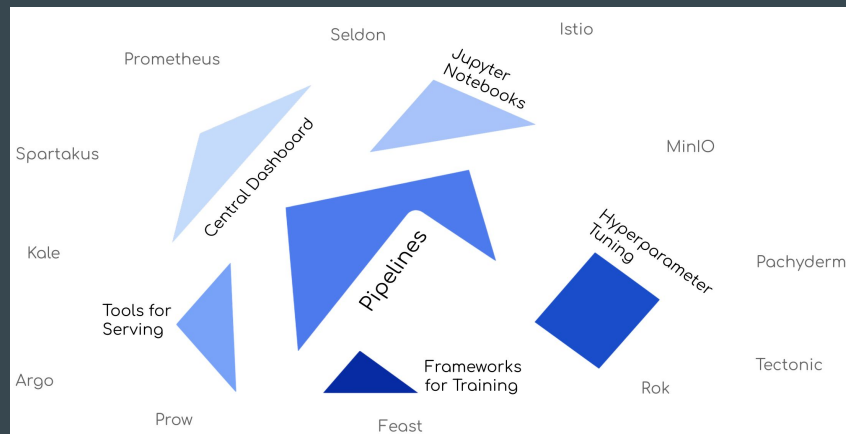 Seldon
Istio
Prometheus
Jupyter
Notebooks
Spartakus
Central Dashboard
MinIO
Kale
Pipelines
Hyperparameter
Tuning
Pachyderm
Tools for
Serving
Frameworks
for Training
Argo
Tectonic
Rok
Prow
Feast